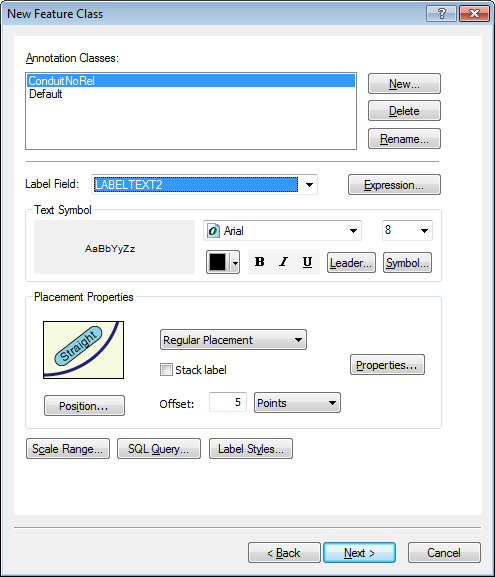 New Feature Class
Annotation Classes:
ConduitNoRel
Default
New...
Delete
Rename...
Label Field: LABELTEXT2 Expression...
Text Symbol
AaBbYyZz
Arial 8
B I U Leader... Symbol...
Placement Properties
Straight
Regular Placement
Stack label
Properties...
Position... Offset: 5 Points
Scale Range... SQL Query... Label Styles...
< Back Next > Cancel